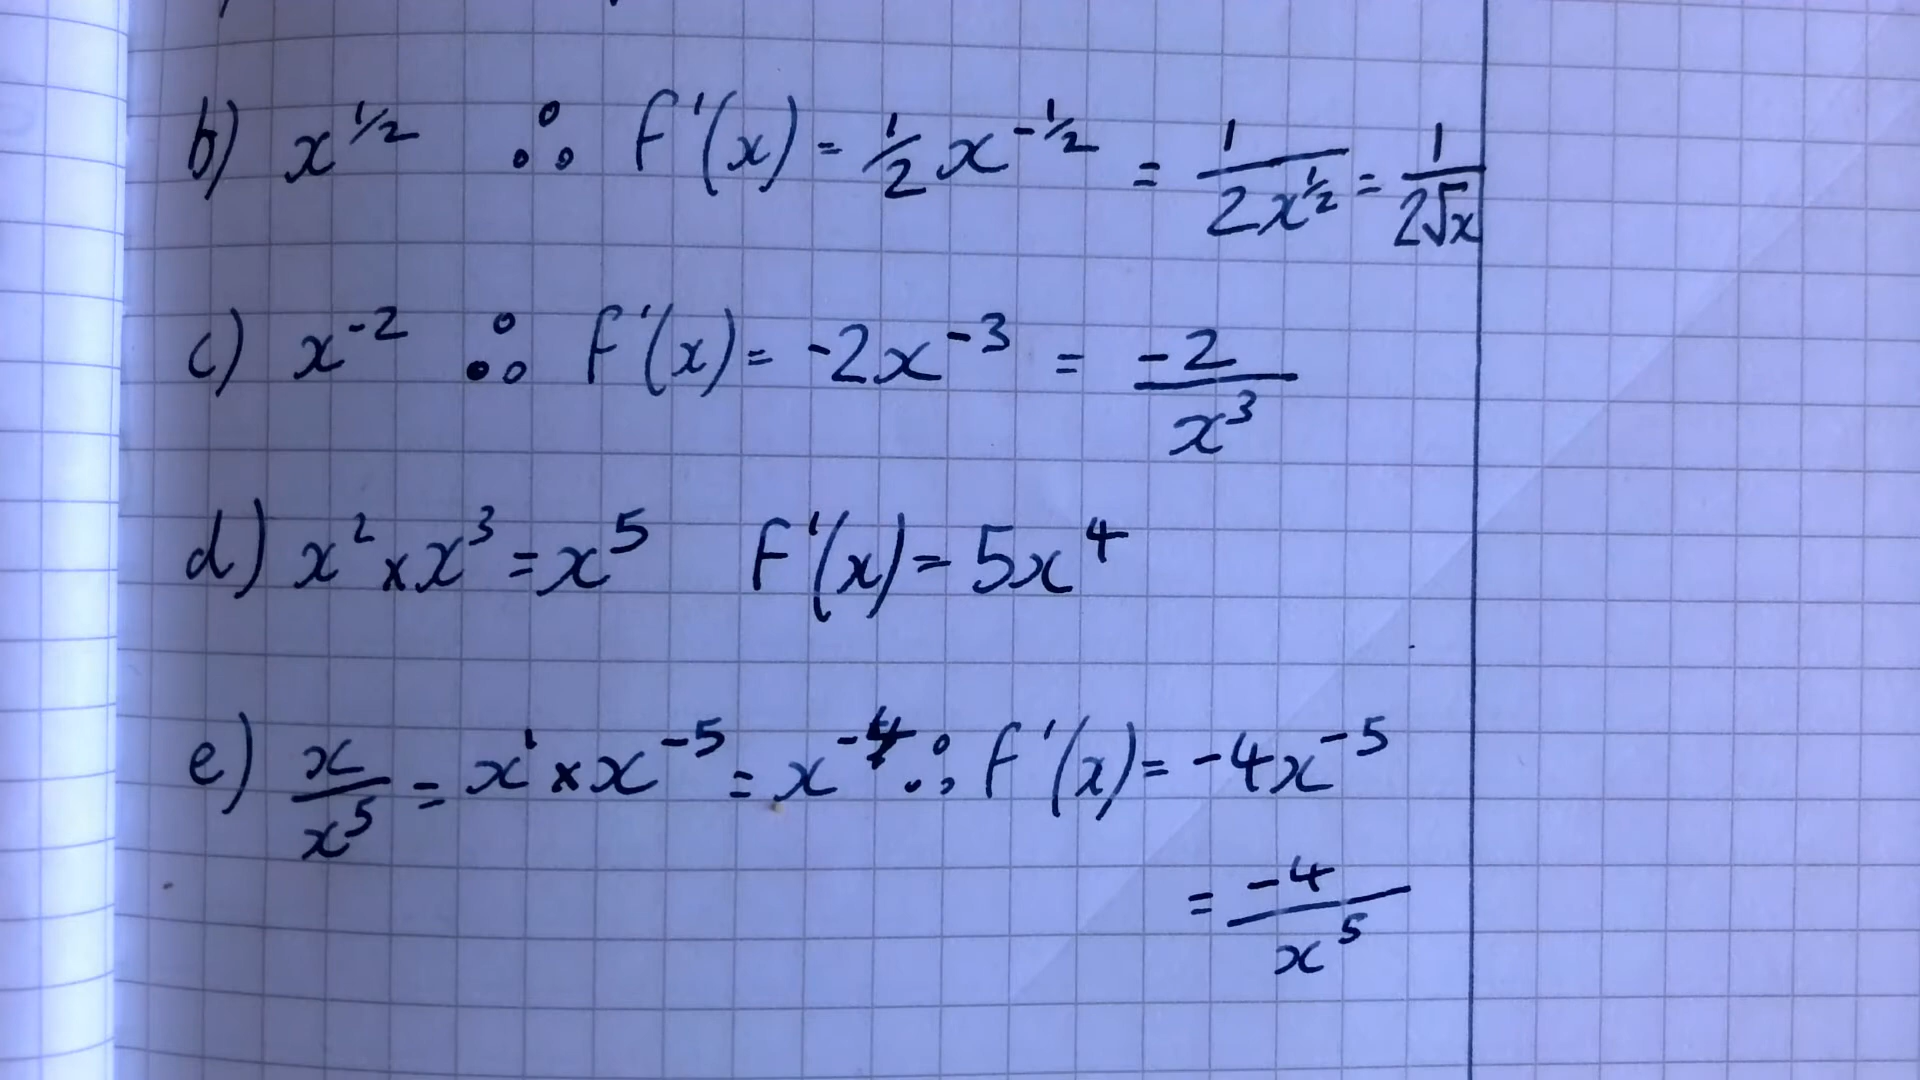 b) x^{1/2} ∴ f'(x) = 1/2 x^{-1/2} = 1/(2x^{1/2}) = 1/(2√x)
c) x^{-2} ∴ f'(x) = -2x^{-3} = -2/x^3
d) x^2 × x^3 = x^5 f'(x) = 5x^4
e) x/x^5 = x^1 × x^{-5} = x^{-4} ∴ f'(x) = -4x^{-5}
= -4/x^5